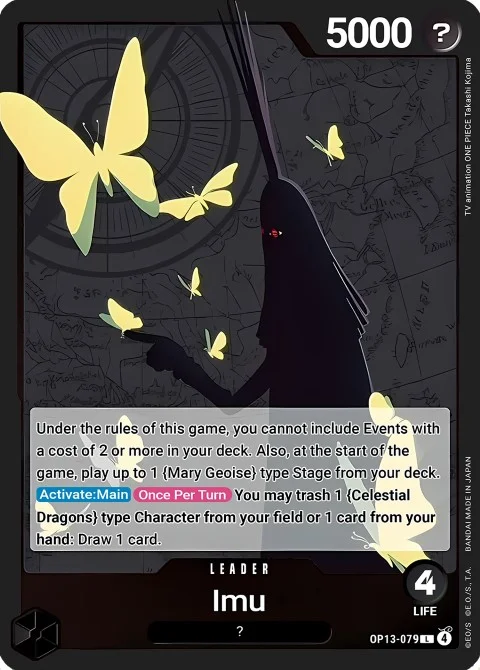 5000 ?
TV animation ONE PIECE Takashi Kojima
Under the rules of this game, you cannot include Events with
a cost of 2 or more in your deck. Also, at the start of the
game, play up to 1 {Mary Geoise} type Stage from your deck.
Activate:Main Once Per Turn You may trash 1 {Celestial
Dragons} type Character from your field or 1 card from your
hand: Draw 1 card.
©E.O/S ©E.O./S., T.A. BANDAI MADE IN JAPAN
LEADER
4
LIFE
Imu
?
OP13-079 L 4